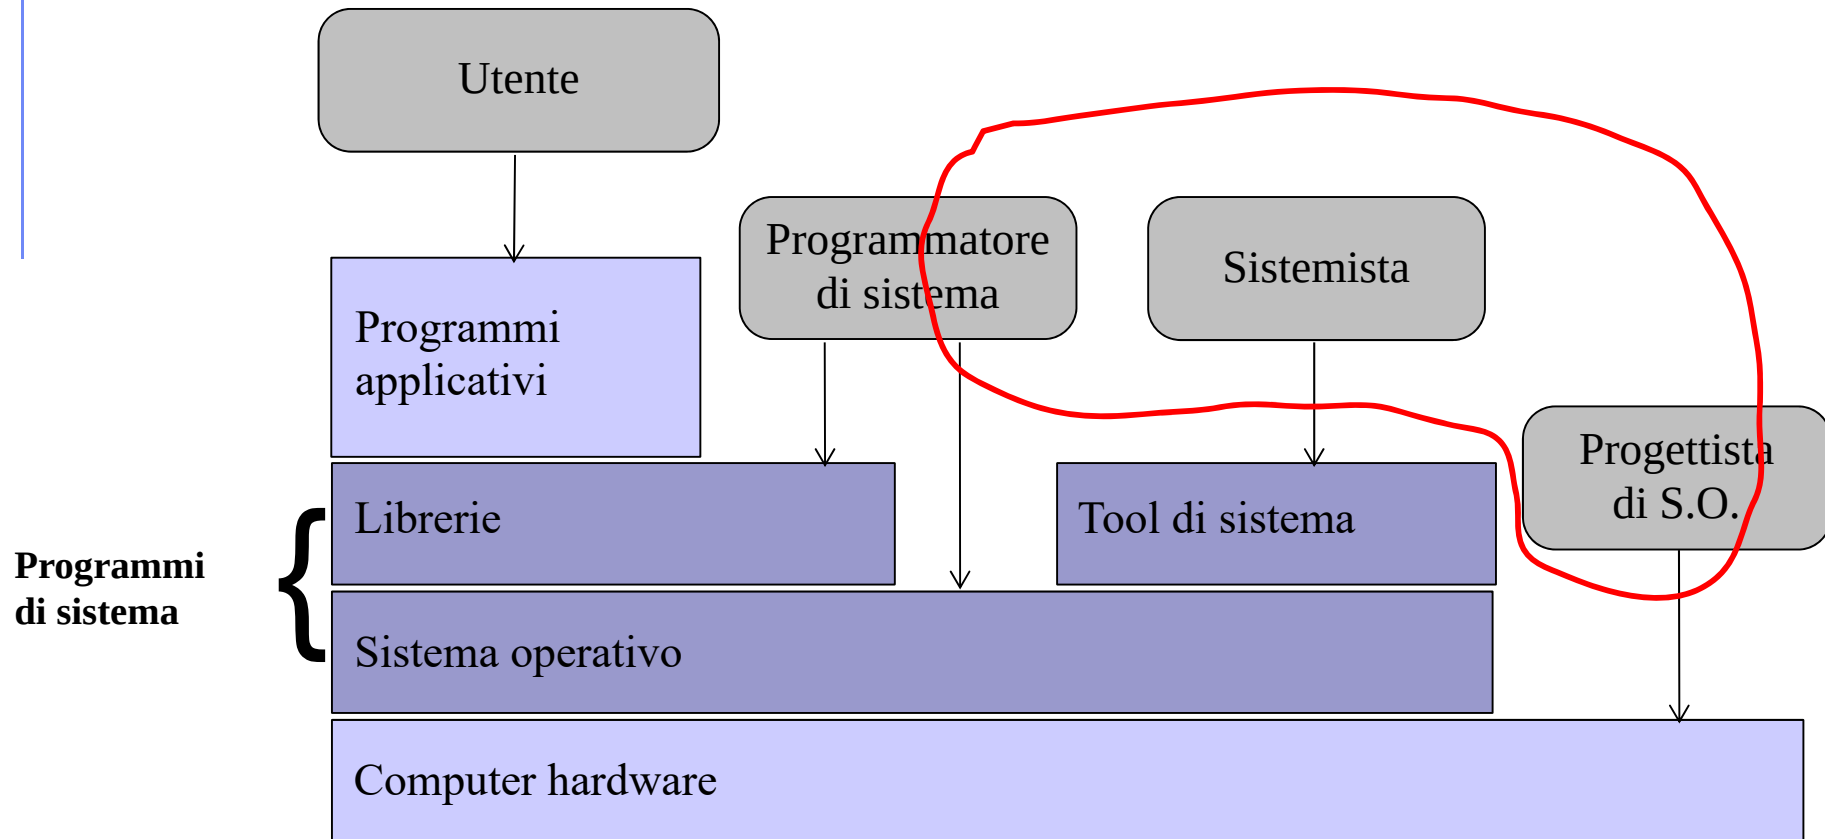 Utente
Programmatore
di sistema
Sistemista
Programmi
applicativi
Progettista
di S.O.
Librerie
Tool di sistema
Programmi
di sistema
Sistema operativo
Computer hardware